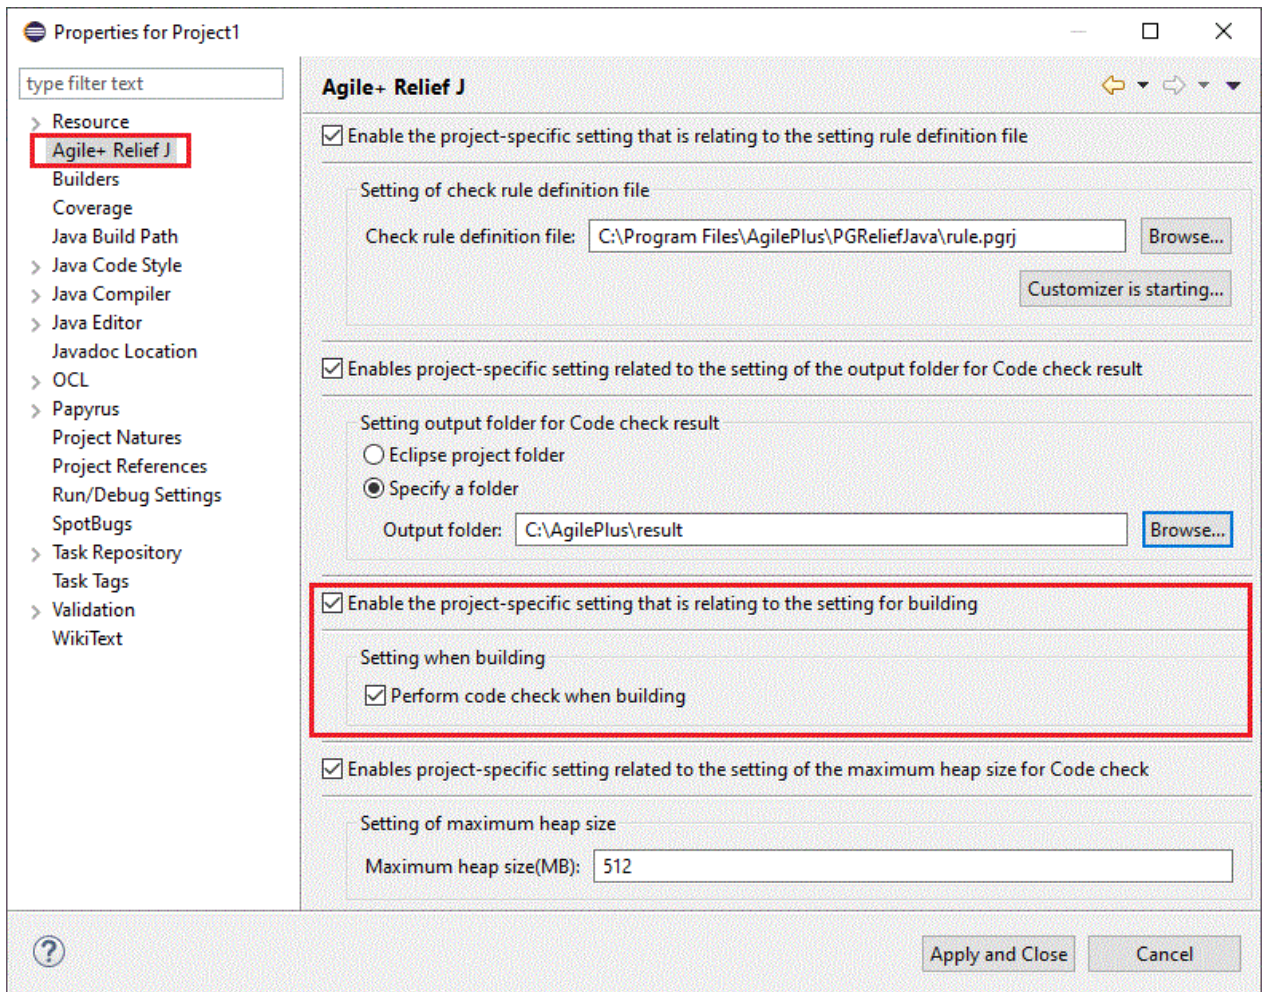 Properties for Project1
type filter text
Resource
Agile+ Relief J
Builders
Coverage
Java Build Path
Java Code Style
Java Compiler
Java Editor
Javadoc Location
OCL
Papyrus
Project Natures
Project References
Run/Debug Settings
SpotBugs
Task Repository
Task Tags
Validation
WikiText
Agile+ Relief J
Enable the project-specific setting that is relating to the setting rule definition file
Setting of check rule definition file
Check rule definition file: C:\Program Files\AgilePlus\PGReliefJava\rule.pgrj Browse...
Customizer is starting...
Enables project-specific setting related to the setting of the output folder for Code check result
Setting output folder for Code check result
Eclipse project folder
Specify a folder
Output folder: C:\AgilePlus\result Browse...
Enable the project-specific setting that is relating to the setting for building
Setting when building
Perform code check when building
Enables project-specific setting related to the setting of the maximum heap size for Code check
Setting of maximum heap size
Maximum heap size(MB): 512
? Apply and Close Cancel